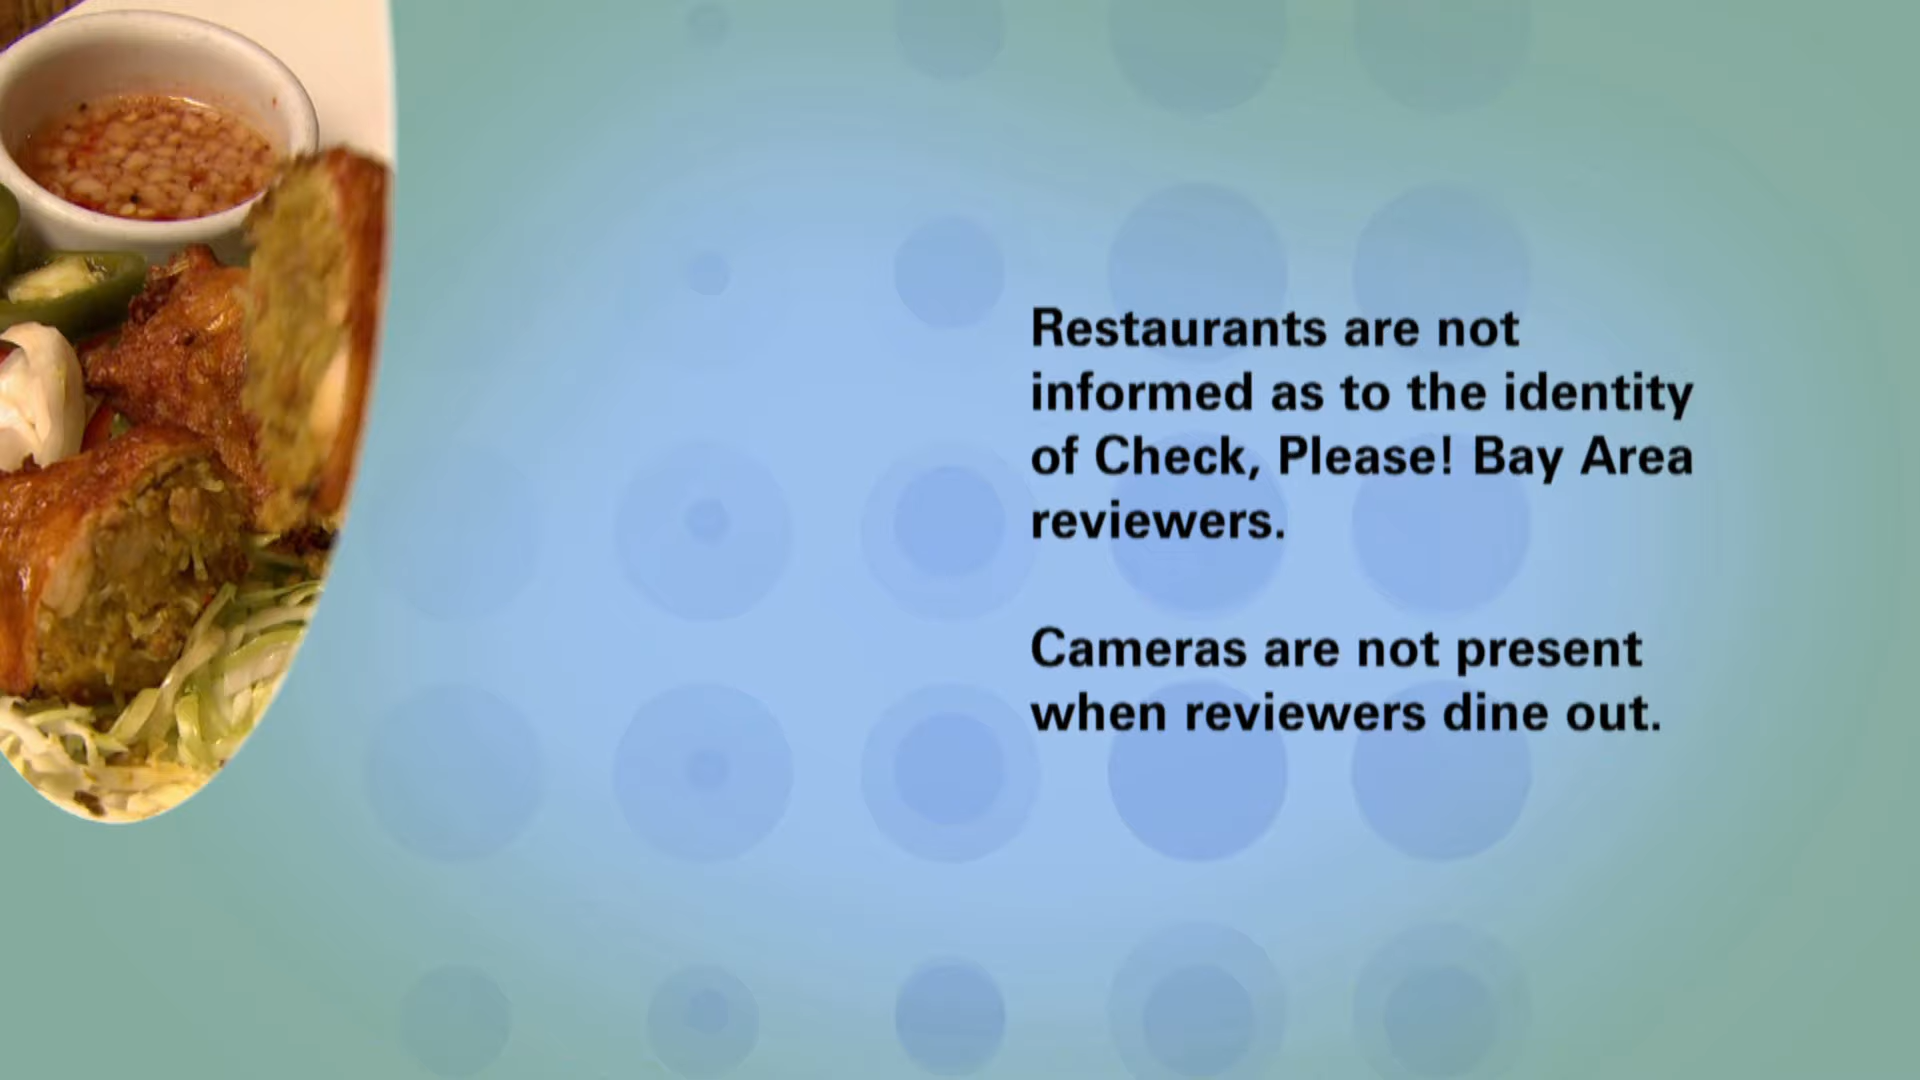 Restaurants are not
informed as to the identity
of Check, Please! Bay Area
reviewers.
Cameras are not present
when reviewers dine out.